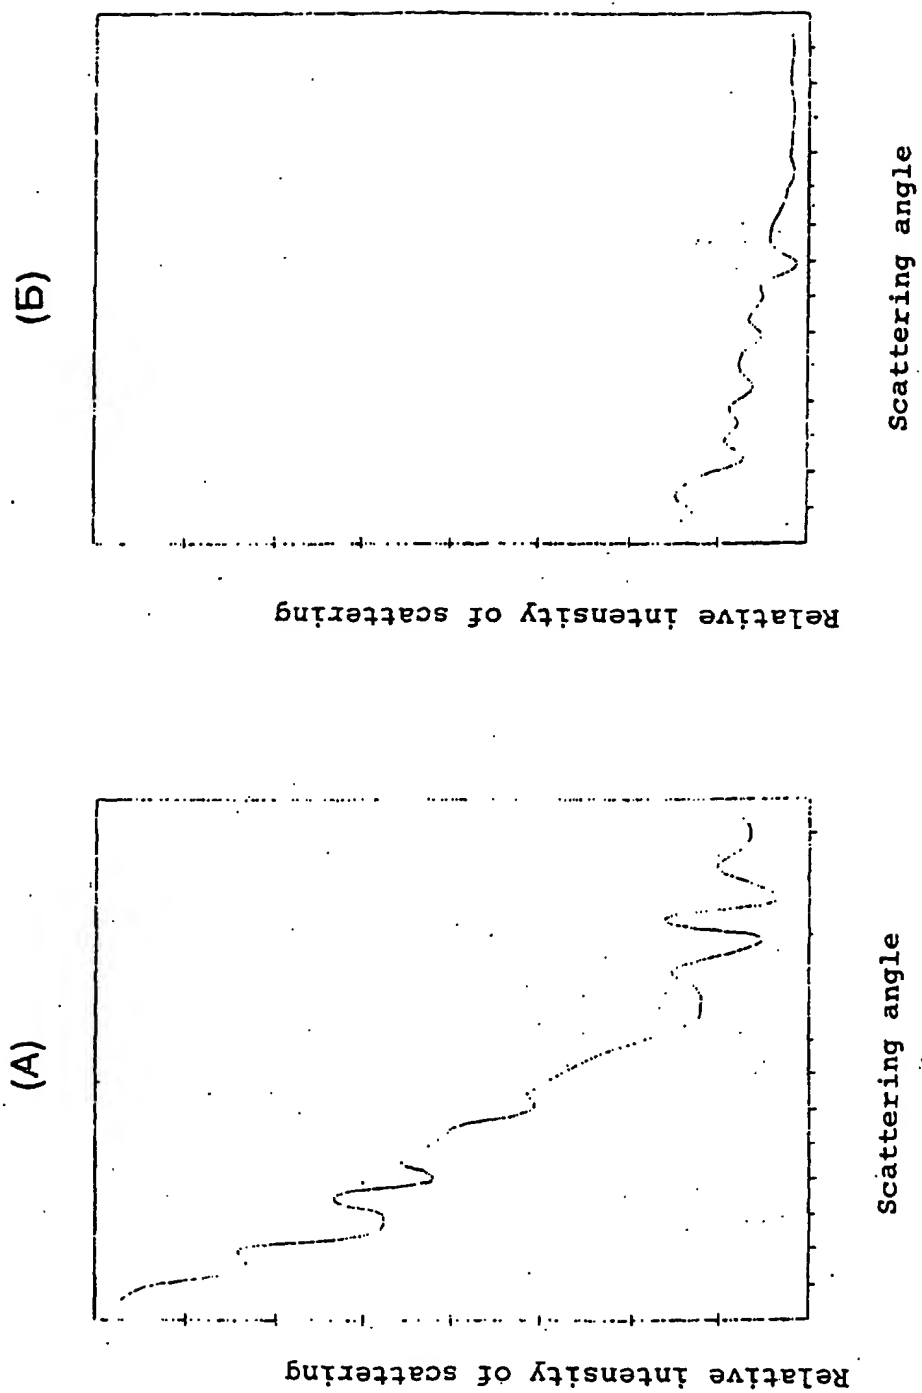 (А)
Relative intensity of scattering
Scattering angle
(Б)
Relative intensity of scattering
Scattering angle